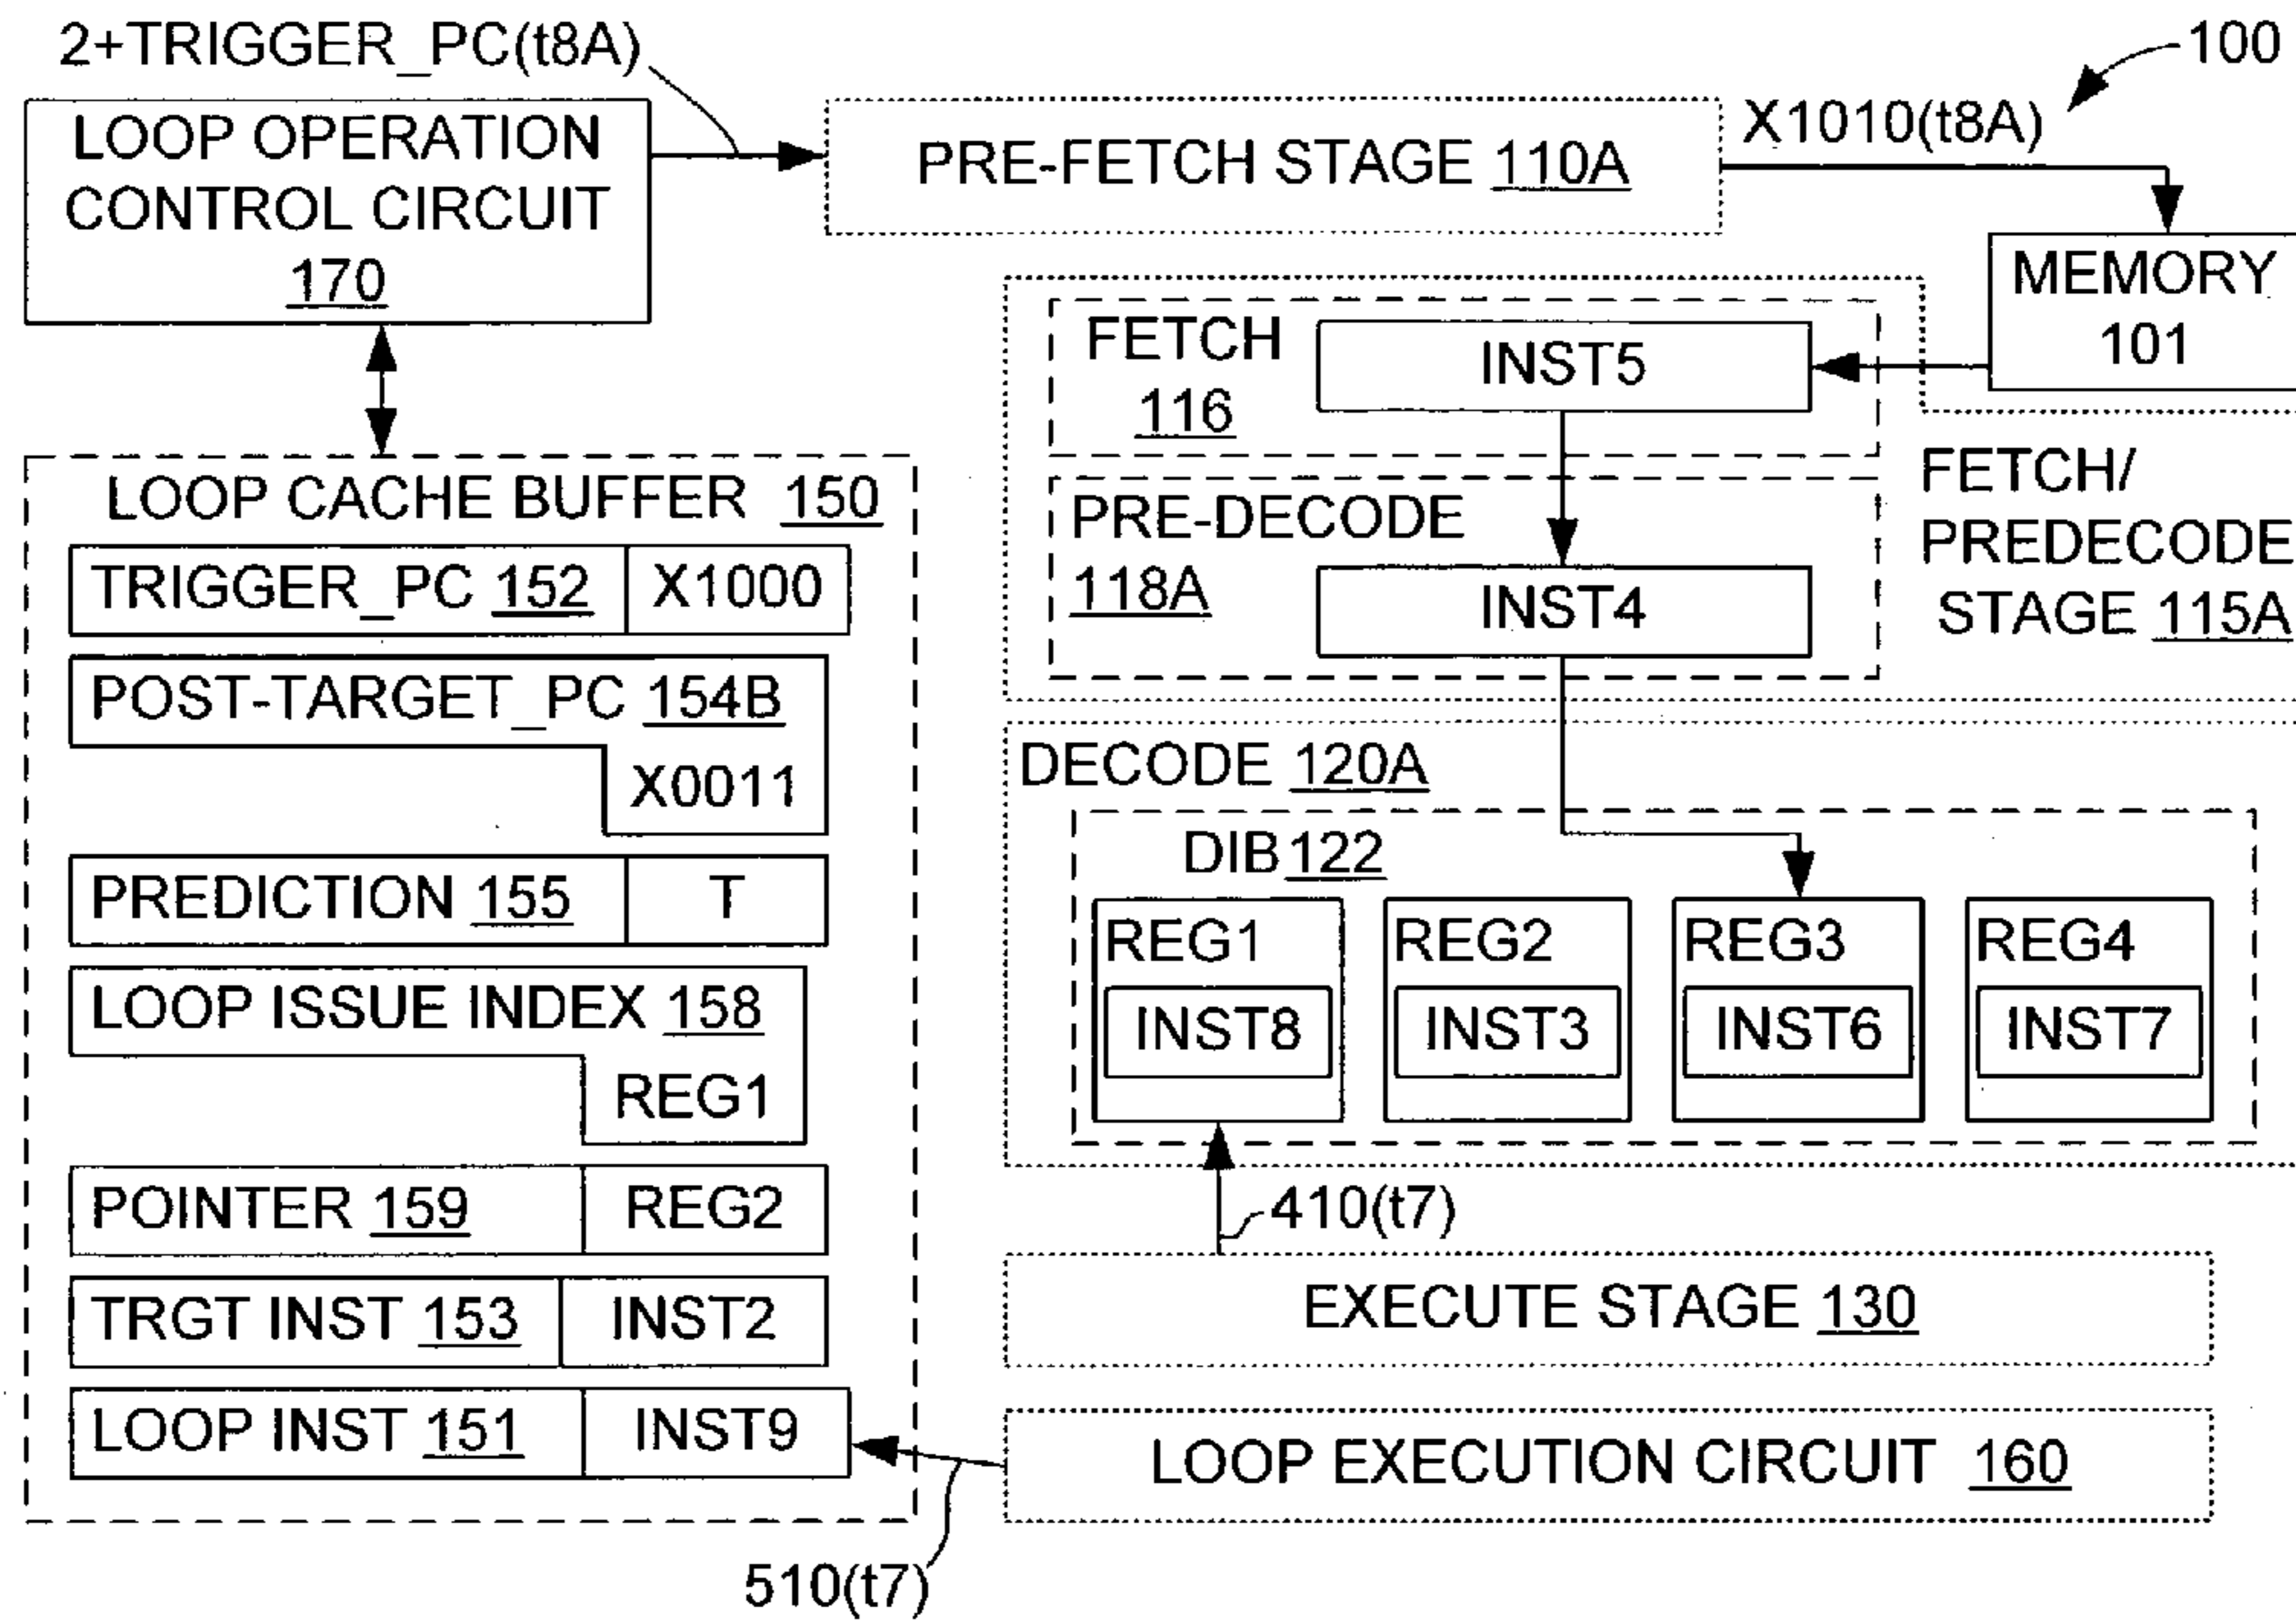 2+TRIGGER_PC(t8A)
100
LOOP OPERATION
CONTROL CIRCUIT
170
PRE-FETCH STAGE 110A
X1010(t8A)
MEMORY
101
FETCH
116
INST5
PRE-DECODE
118A
INST4
FETCH/
PREDECODE
STAGE 115A
LOOP CACHE BUFFER 150
TRIGGER_PC 152 X1000
POST-TARGET_PC 154B
X0011
PREDICTION 155 T
LOOP ISSUE INDEX 158
REG1
POINTER 159 REG2
TRGT INST 153 INST2
LOOP INST 151 INST9
DECODE 120A
DIB 122
REG1 REG2 REG3 REG4
INST8 INST3 INST6 INST7
410(t7)
EXECUTE STAGE 130
LOOP EXECUTION CIRCUIT 160
510(t7)